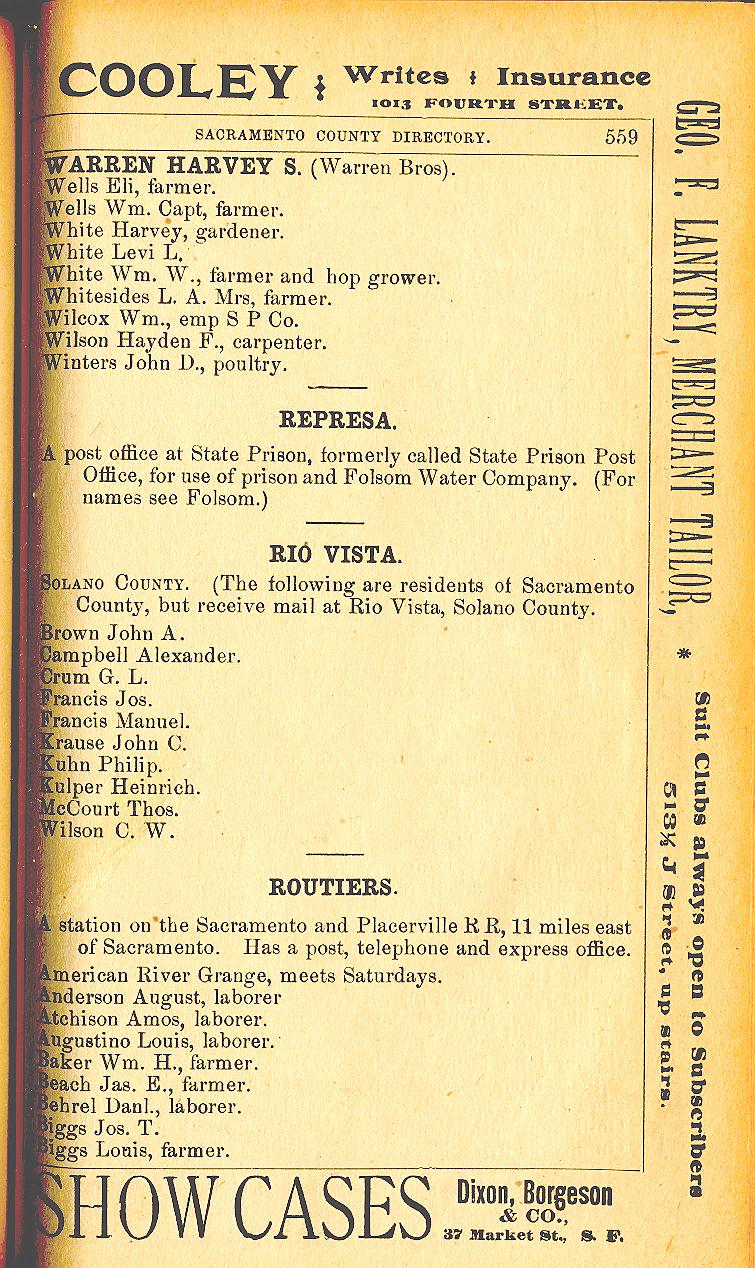 COOLEY ; Writes ; Insurance
1013 FOURTH STREET.
SACRAMENTO COUNTY DIRECTORY. 559
WARREN HARVEY S. (Warren Bros).
Wells Eli, farmer.
Wells Wm. Capt, farmer.
White Harvey, gardener.
White Levi L.
White Wm. W., farmer and hop grower.
Whitesides L. A. Mrs, farmer.
Wilcox Wm., emp S P Co.
Wilson Hayden F., carpenter.
Winters John D., poultry.
REPRESA.
A post office at State Prison, formerly called State Prison Post
Office, for use of prison and Folsom Water Company. (For
names see Folsom.)
RIO VISTA.
SOLANO COUNTY. (The following are residents of Sacramento
County, but receive mail at Rio Vista, Solano County.
Brown John A.
Campbell Alexander.
Crum G. L.
Francis Jos.
Francis Manuel.
Krause John C.
Kuhn Philip.
Kulper Heinrich.
McCourt Thos.
Wilson C. W.
ROUTIERS.
A station on the Sacramento and Placerville R R, 11 miles east
of Sacramento. Has a post, telephone and express office.
American River Grange, meets Saturdays.
Anderson August, laborer
Atchison Amos, laborer.
Augustino Louis, laborer.
Baker Wm. H., farmer.
Beach Jas. E., farmer.
Behrel Danl., laborer.
Biggs Jos. T.
Biggs Louis, farmer.
SHOW CASES Dixon, Borgeson
& CO.,
37 Market St., S. F.
GEO. F. LANKTRY, MERCHANT TAILOR, *
Suit Clubs always open to Subscribers
513½ J Street, up stairs.